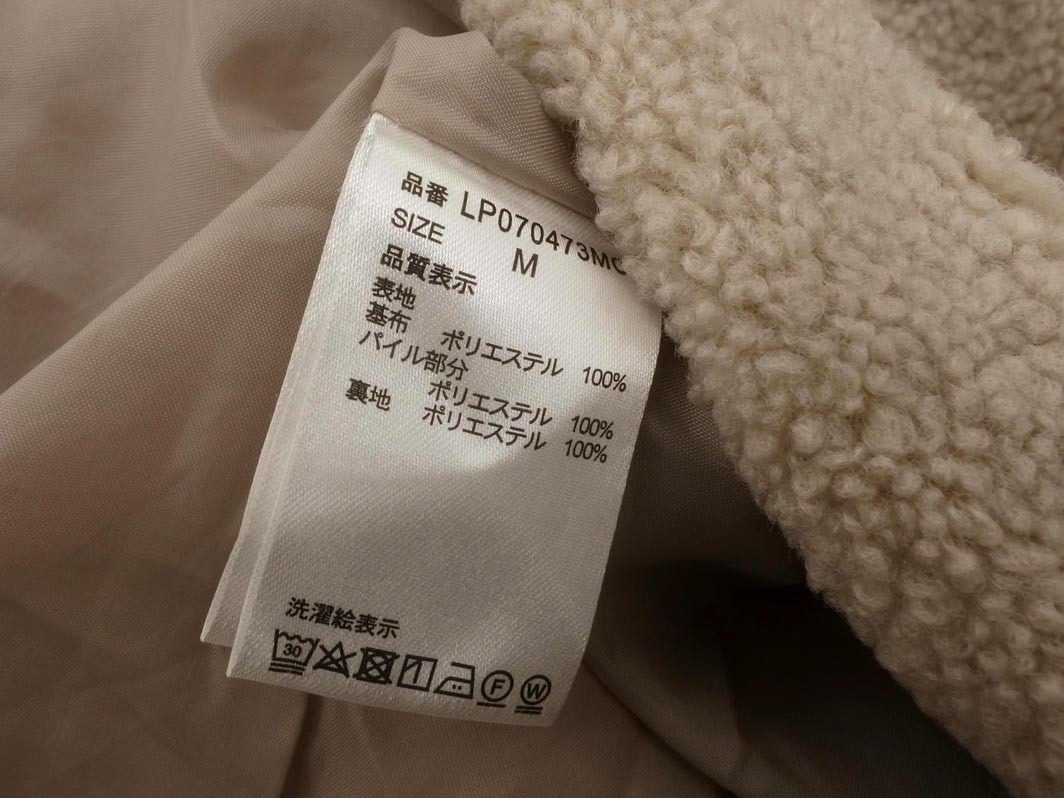 品番 LP070473MC
SIZE M
品質表示
表地
基布 ポリエステル 100%
パイル部分
ポリエステル 100%
裏地 ポリエステル 100%
洗濯絵表示
30
F W